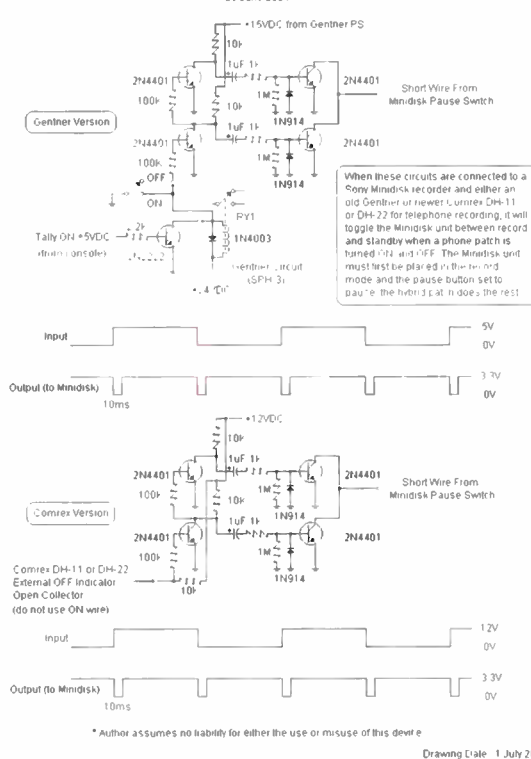 +15VDC from Gentner PS
10k
1uF 1k
2N4401
2N4401
100k
10k
1M
Short Wire From
Minidisk Pause Switch
1N914
Gentner Version
1uF 1k
2N4401
2N4401
100k
1M
OFF
1N914
ON
RY1
Tally ON +5VDC
2k
1N4003
(from console)
Gentner Circuit
(SPH-3)
When these circuits are connected to a
Sony Minidisk recorder and either an
old Gentner or newer Comrex DH-11
or DH-22 for telephone recording, it will
toggle the Minidisk unit between record
and standby when a phone patch is
turned ON and OFF. The Minidisk unit
must first be placed in the record
mode and the pause button set to
pause the hybrid patch does the rest
Input
5V
0V
Output (to Minidisk)
3.3V
0V
10ms
+12VDC
10k
1uF 1k
2N4401
2N4401
100k
10k
1M
Short Wire From
Minidisk Pause Switch
1N914
Comrex Version
1uF 1k
2N4401
2N4401
100k
1M
1N914
Comrex DH-11 or DH-22
External OFF Indicator
Open Collector
(do not use ON wire)
10k
Input
12V
0V
Output (to Minidisk)
3.3V
0V
10ms
* Author assumes no liability for either the use or misuse of this device
Drawing Date 1 July